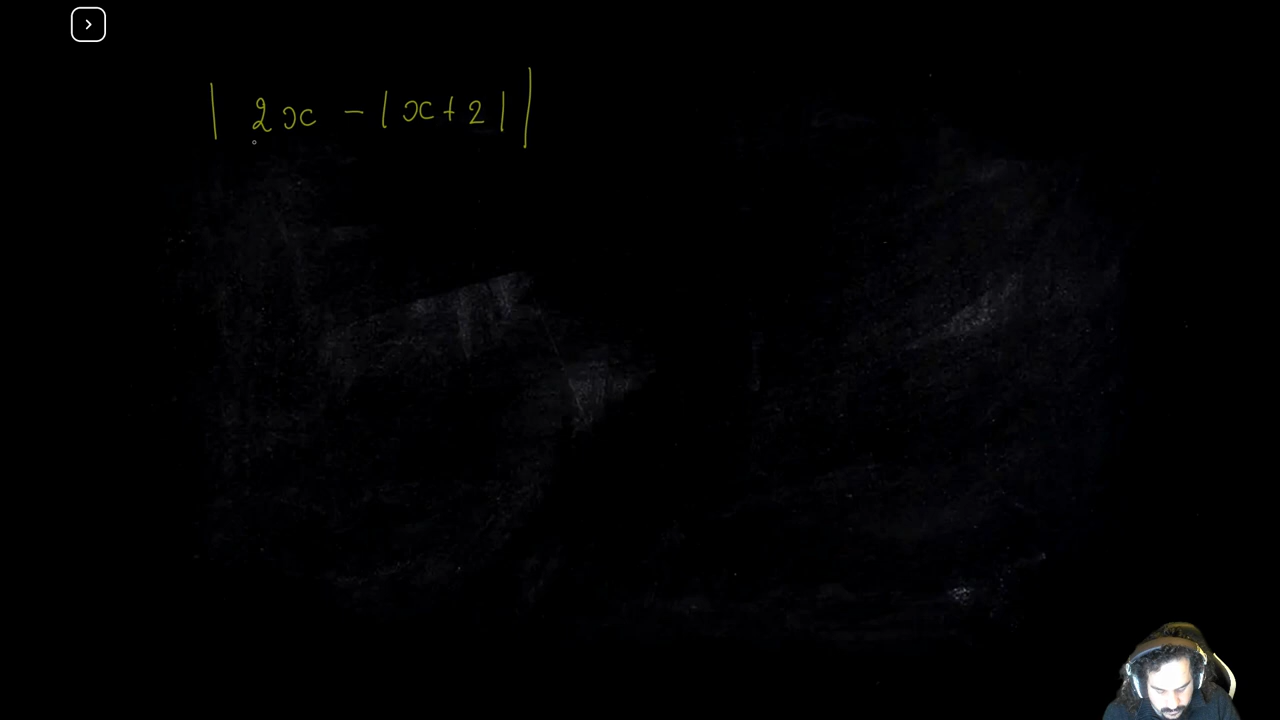 | 2x - |x + 2| |